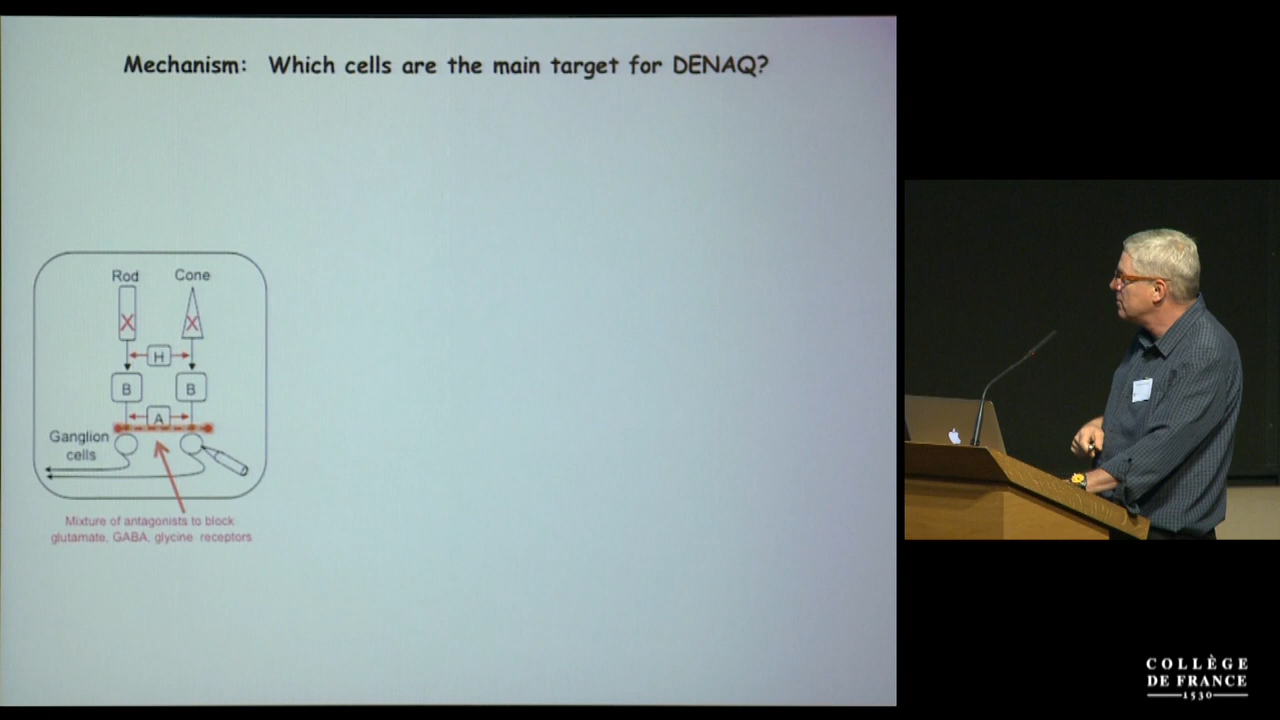 Mechanism: Which cells are the main target for DENAQ?
Rod Cone
X X
H
B B
A
Ganglion
cells
Mixture of antagonists to block
glutamate, GABA, glycine receptors
COLLÈGE
DE FRANCE
1530